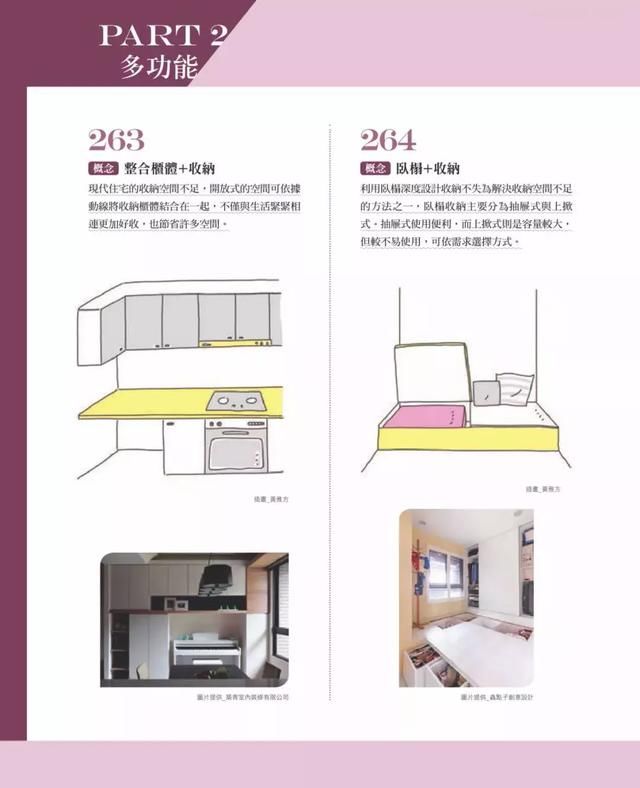 PART 2
多功能
263
概念 整合櫃體+收納
現代住宅的收納空間不足，開放式的空間可依據
動線將收納櫃體結合在一起，不僅與生活緊緊相
連更加好收，也節省許多空間。
插畫_黃雅方
圖片提供_築青室內裝修有限公司
264
概念 臥榻+收納
利用臥榻深度設計收納不失為解決收納空間不足
的方法之一，臥榻收納主要分為抽屜式與上掀
式。抽屜式使用便利，而上掀式則是容量較大，
但較不易使用，可依需求選擇方式。
插畫_黃雅方
圖片提供_蟲點子創意設計